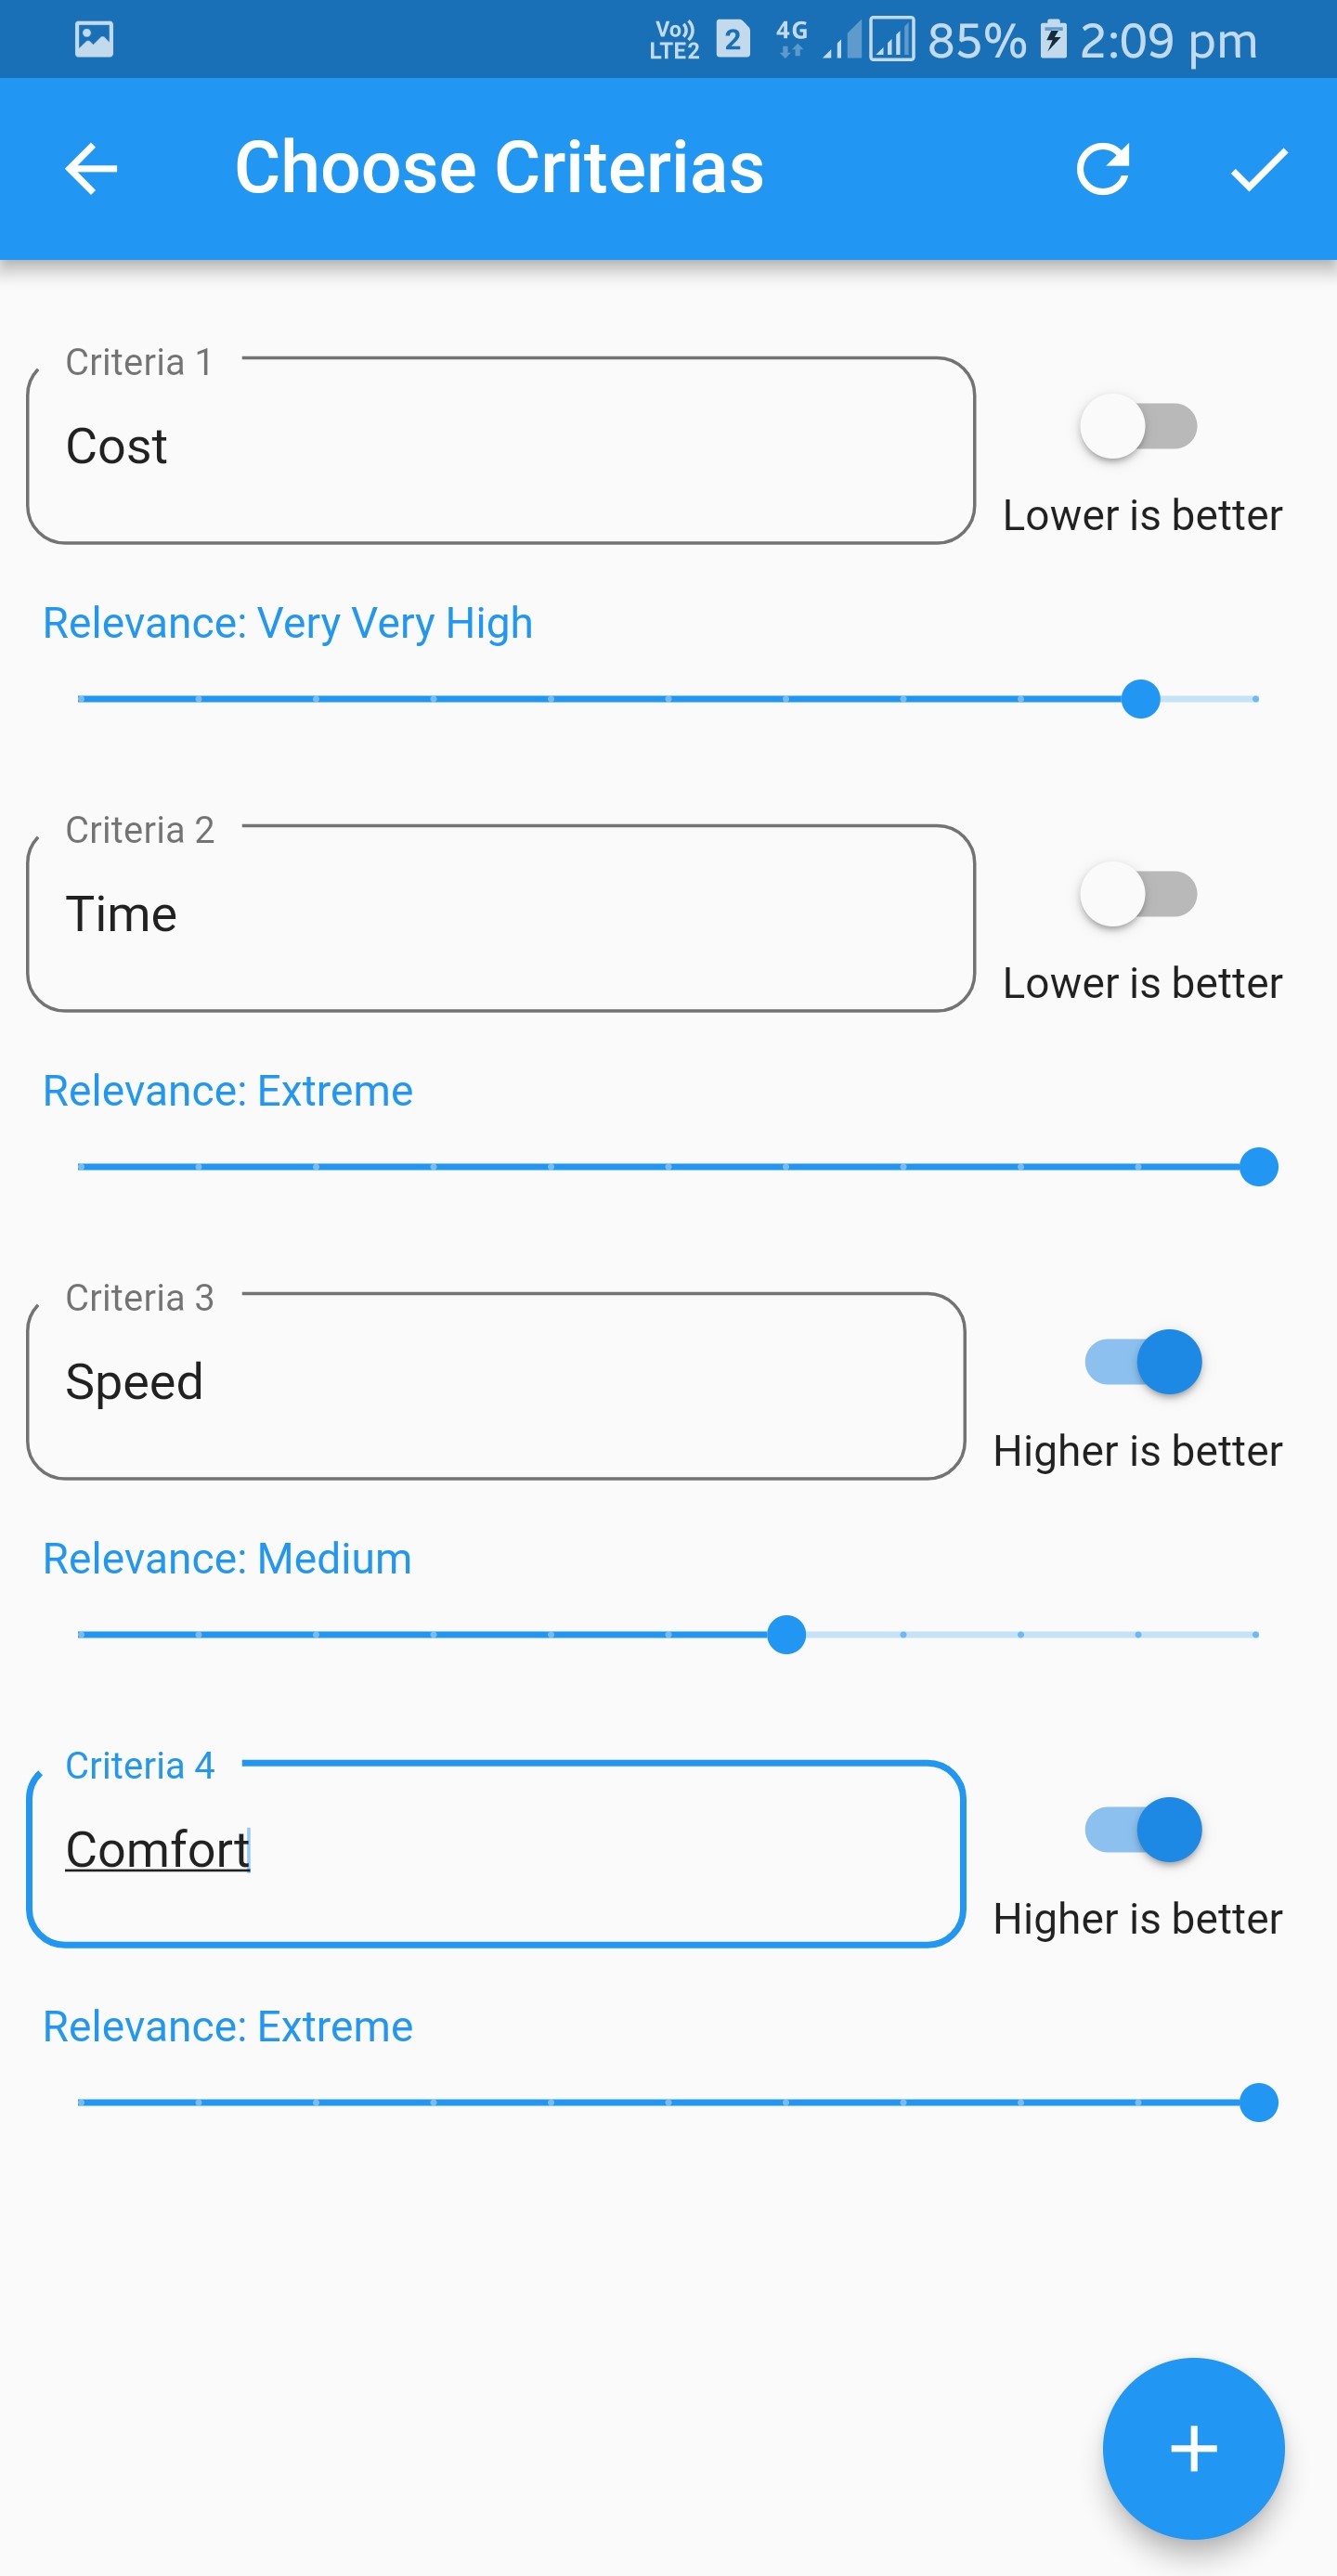 Vo)) LTE2 2 4G 85% 2:09 pm
Choose Criterias
Criteria 1
Cost
Lower is better
Relevance: Very Very High
Criteria 2
Time
Lower is better
Relevance: Extreme
Criteria 3
Speed
Higher is better
Relevance: Medium
Criteria 4
Comfort
Higher is better
Relevance: Extreme